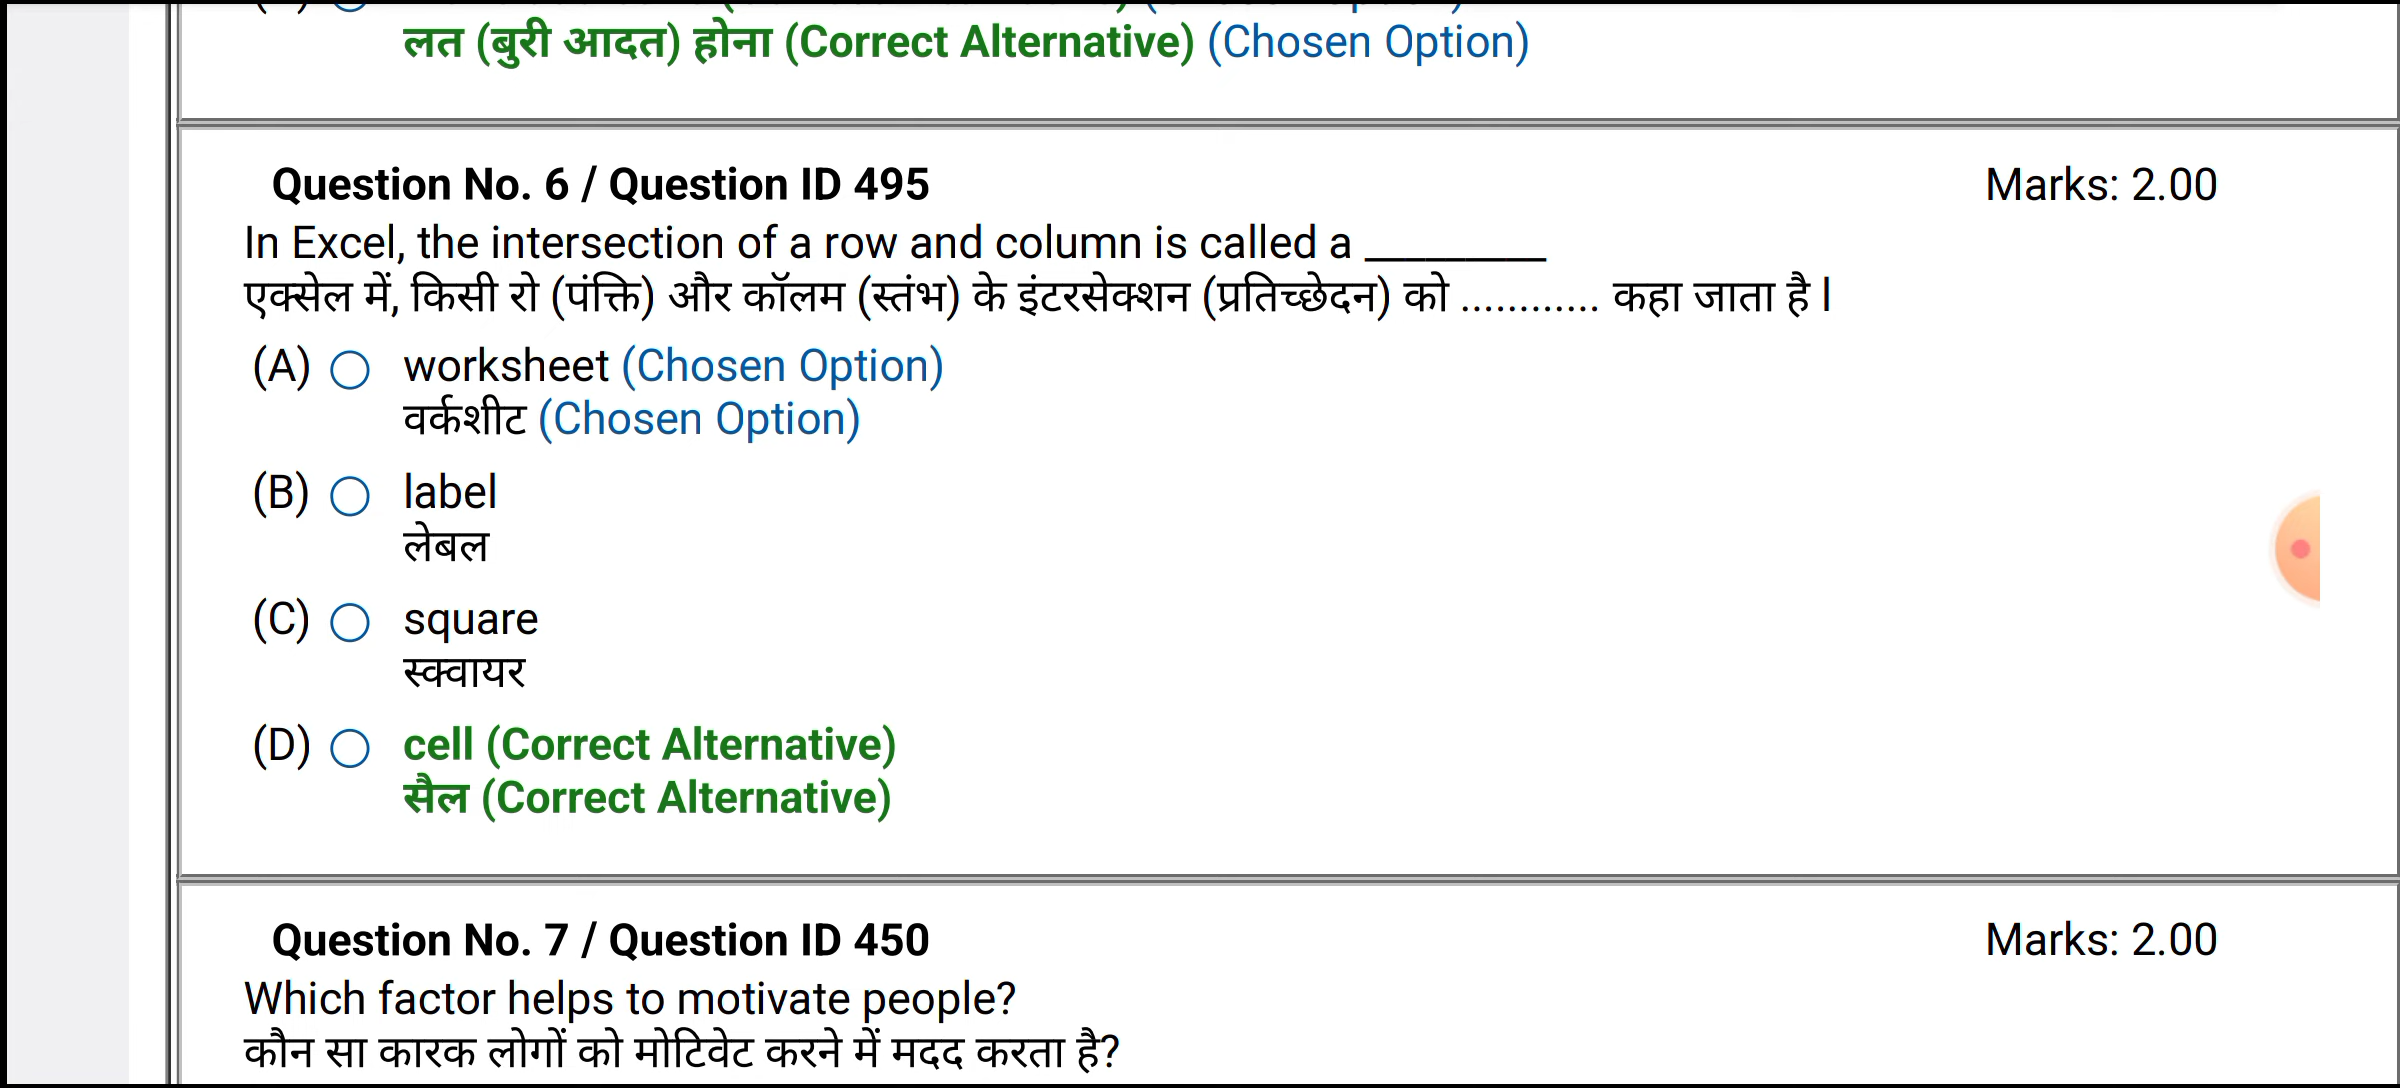 लत (बुरी आदत) होना (Correct Alternative) (Chosen Option)
Question No. 6 / Question ID 495 Marks: 2.00
In Excel, the intersection of a row and column is called a _________
एक्सेल में, किसी रो (पंक्ति) और कॉलम (स्तंभ) के इंटरसेक्शन (प्रतिच्छेदन) को ............ कहा जाता है l
(A) worksheet (Chosen Option)
वर्कशीट (Chosen Option)
(B) label
लेबल
(C) square
स्क्वायर
(D) cell (Correct Alternative)
सैल (Correct Alternative)
Question No. 7 / Question ID 450 Marks: 2.00
Which factor helps to motivate people?
कौन सा कारक लोगों को मोटिवेट करने में मदद करता है?